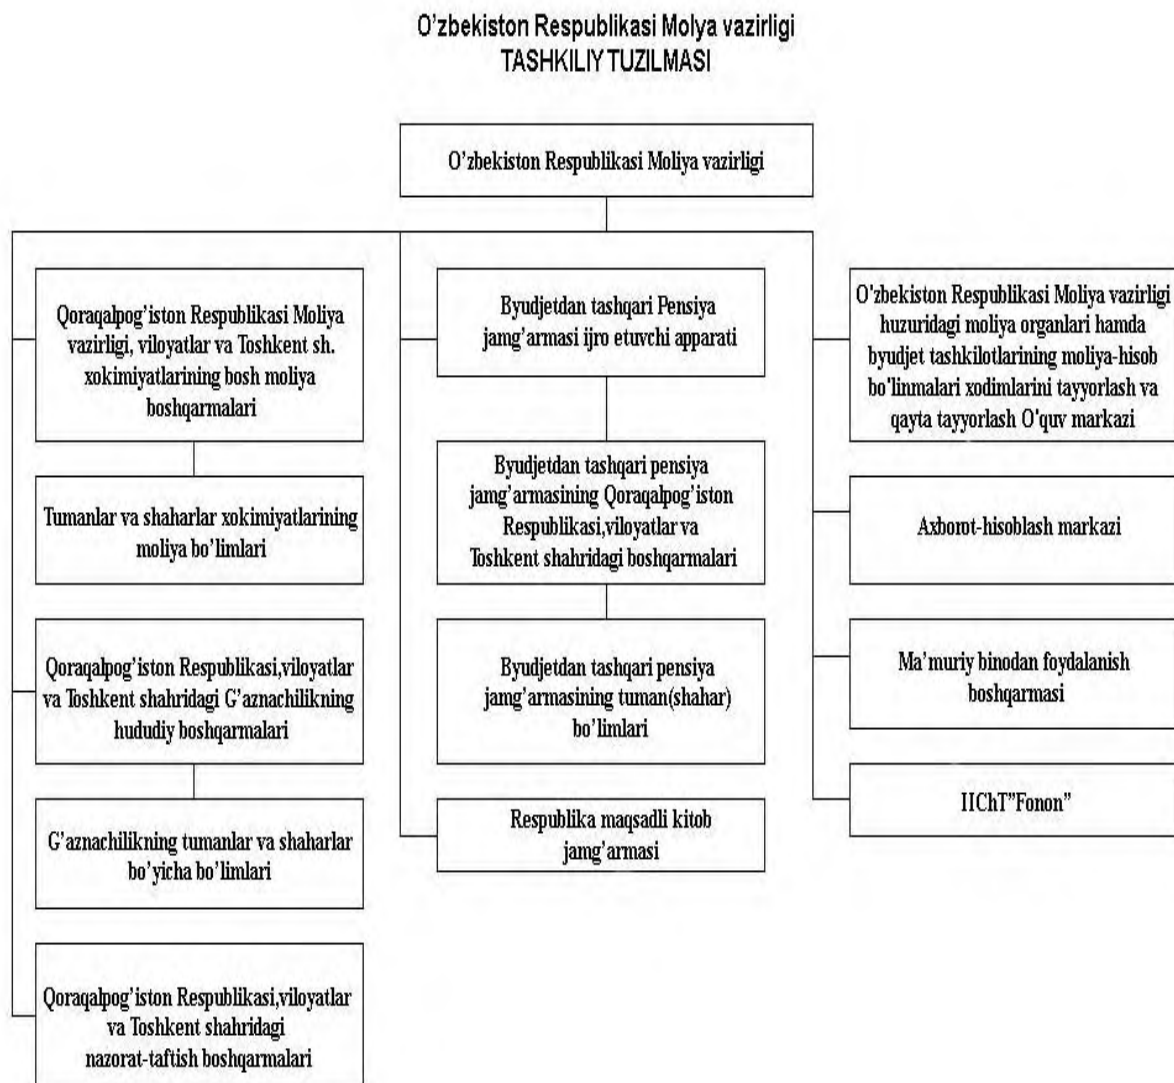 O'zbekiston Respublikasi Molya vazirligi
TASHKILIY TUZILMASI
O'zbekiston Respublikasi Moliya vazirligi
Qoraqalpog'iston Respublikasi Moliya
vazirligi, viloyatlar va Toshkent sh.
xokimiyatlarining bosh moliya
boshqarmalari
Tumanlar va shaharlar xokimiyatlarining
moliya bo'limlari
Qoraqalpog'iston Respublikasi,viloyatlar
va Toshkent shahridagi G'aznachilikning
hududiy boshqarmalari
G'aznachilikning tumanlar va shaharlar
bo'yicha bo'limlari
Qoraqalpog'iston Respublikasi,viloyatlar
va Toshkent shahridagi
nazorat-taftish boshqarmalari
Byudjetdan tashqari Pensiya
jamg'armasi ijro etuvchi apparati
Byudjetdan tashqari pensiya
jamg'armasining Qoraqalpog'iston
Respublikasi,viloyatlar va
Toshkent shahridagi boshqarmalari
Byudjetdan tashqari pensiya
jamg'armasining tuman(shahar)
bo'limlari
Respublika maqsadli kitob
jamg'armasi
O'zbekiston Respublikasi Moliya vazirligi
huzuridagi moliya organlari hamda
byudjet tashkilotlarining moliya-hisob
bo'linmalari xodimlarini tayyorlash va
qayta tayyorlash O'quv markazi
Axborot-hisoblash markazi
Ma'muriy binodan foydalanish
boshqarmasi
IIChT"Fonon"